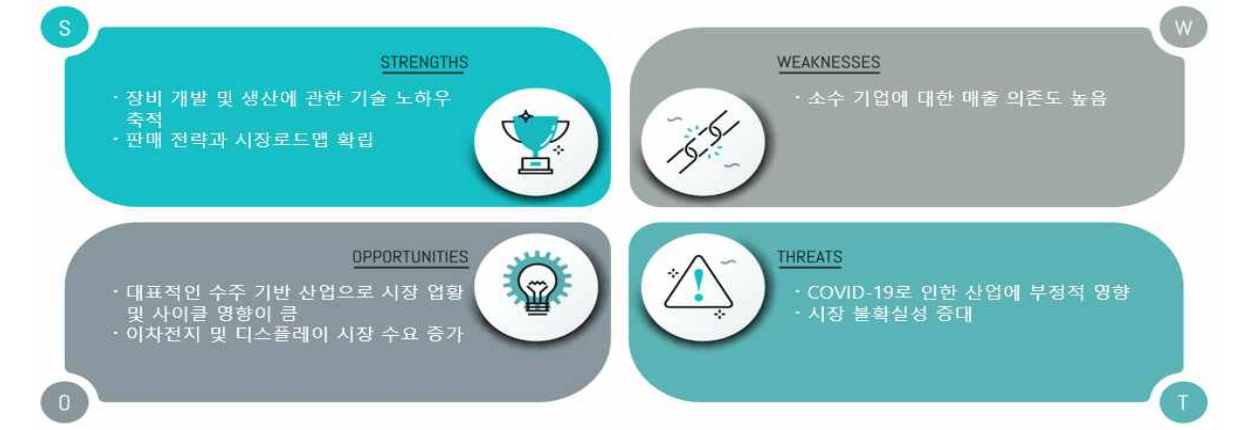 S
STRENGTHS
· 장비 개발 및 생산에 관한 기술 노하우
축적
· 판매 전략과 시장로드맵 확립
W
WEAKNESSES
· 소수 기업에 대한 매출 의존도 높음
OPPORTUNITIES
· 대표적인 수주 기반 산업으로 시장 업황
및 사이클 영향이 큼
· 이차전지 및 디스플레이 시장 수요 증가
O
THREATS
· COVID-19로 인한 산업에 부정적 영향
· 시장 불확실성 증대
T